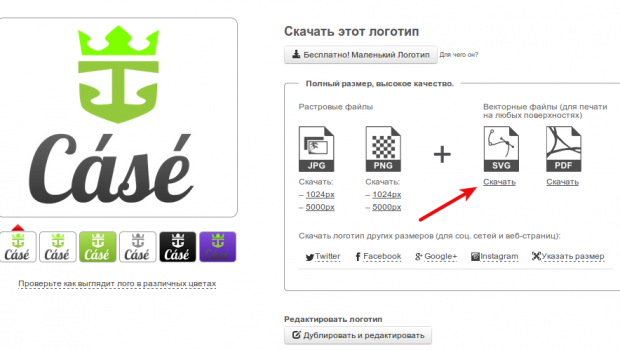 Cásé
Cásé
Cásé
Cásé
Cásé
Cásé
Cásé
Проверьте как выглядит лого в различных цветах
Скачать этот логотип
Бесплатно! Маленький Логотип Для чего он?
Полный размер, высокое качество.
Растровые файлы
Векторные файлы (для печати
на любых поверхностях)
JPG PNG + SVG PDF
Скачать: Скачать: Скачать Скачать
– 1024px – 1024px
– 5000px – 5000px
Скачать логотип других размеров (для соц. сетей и веб-страниц):
Twitter Facebook Google+ Instagram Указать размер
Редактировать логотип
Дублировать и редактировать